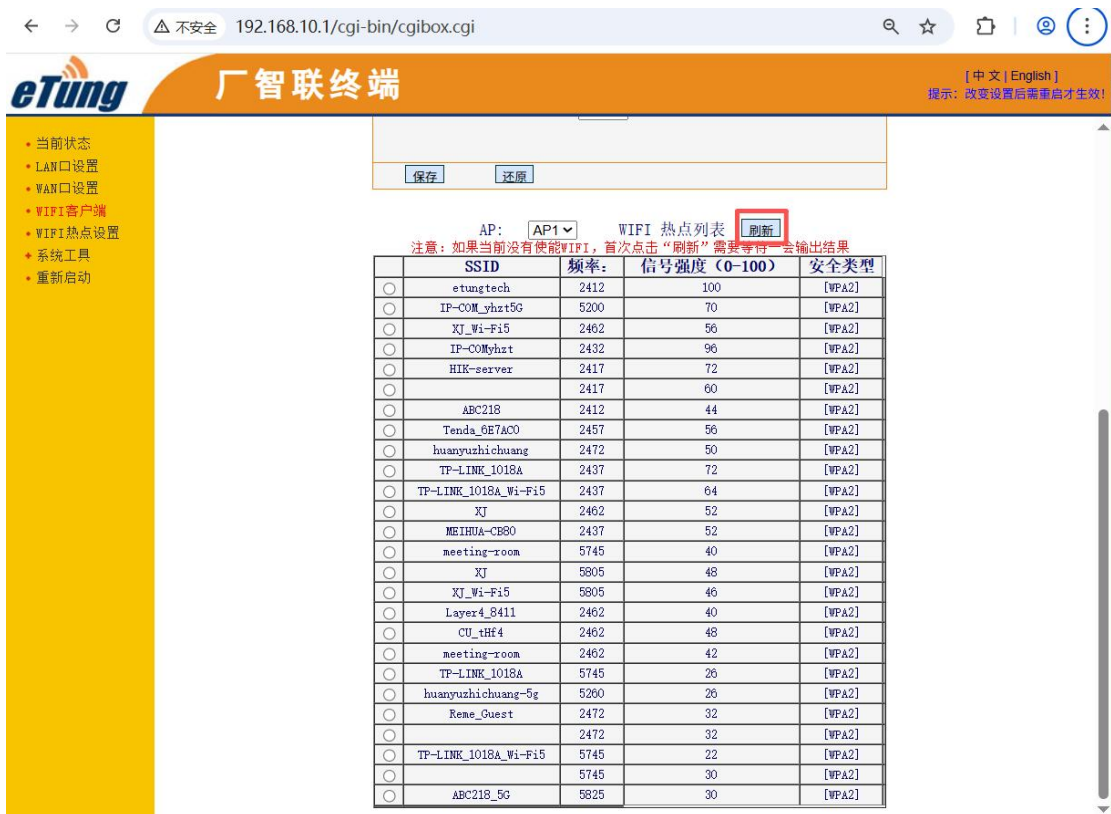 不安全 192.168.10.1/cgi-bin/cgibox.cgi
eTung
厂智联终端
[ 中 文 | English ]
提示：改变设置后需重启才生效!
当前状态
LAN口设置
WAN口设置
WIFI客户端
WIFI热点设置
系统工具
重新启动
保存 还原
AP: AP1 WIFI 热点列表 刷新
注意：如果当前没有使能WIFI，首次点击“刷新”需要等待一会输出结果
SSID 频率： 信号强度（0-100） 安全类型
etungtech 2412 100 [WPA2]
IP-COM_yhzt5G 5200 70 [WPA2]
XJ_Wi-Fi5 2462 56 [WPA2]
IP-COMyhzt 2432 96 [WPA2]
HIK-server 2417 72 [WPA2]
2417 60 [WPA2]
ABC218 2412 44 [WPA2]
Tenda_6E7AC0 2457 56 [WPA2]
huanyuzhichuang 2472 50 [WPA2]
TP-LINK_1018A 2437 72 [WPA2]
TP-LINK_1018A_Wi-Fi5 2437 64 [WPA2]
XJ 2462 52 [WPA2]
MEIHUA-CB80 2437 52 [WPA2]
meeting-room 5745 40 [WPA2]
XJ 5805 48 [WPA2]
XJ_Wi-Fi5 5805 46 [WPA2]
Layer4_8411 2462 40 [WPA2]
CU_tHf4 2462 48 [WPA2]
meeting-room 2462 42 [WPA2]
TP-LINK_1018A 5745 26 [WPA2]
huanyuzhichuang-5g 5260 26 [WPA2]
Reme_Guest 2472 32 [WPA2]
2472 32 [WPA2]
TP-LINK_1018A_Wi-Fi5 5745 22 [WPA2]
5745 30 [WPA2]
ABC218_5G 5825 30 [WPA2]